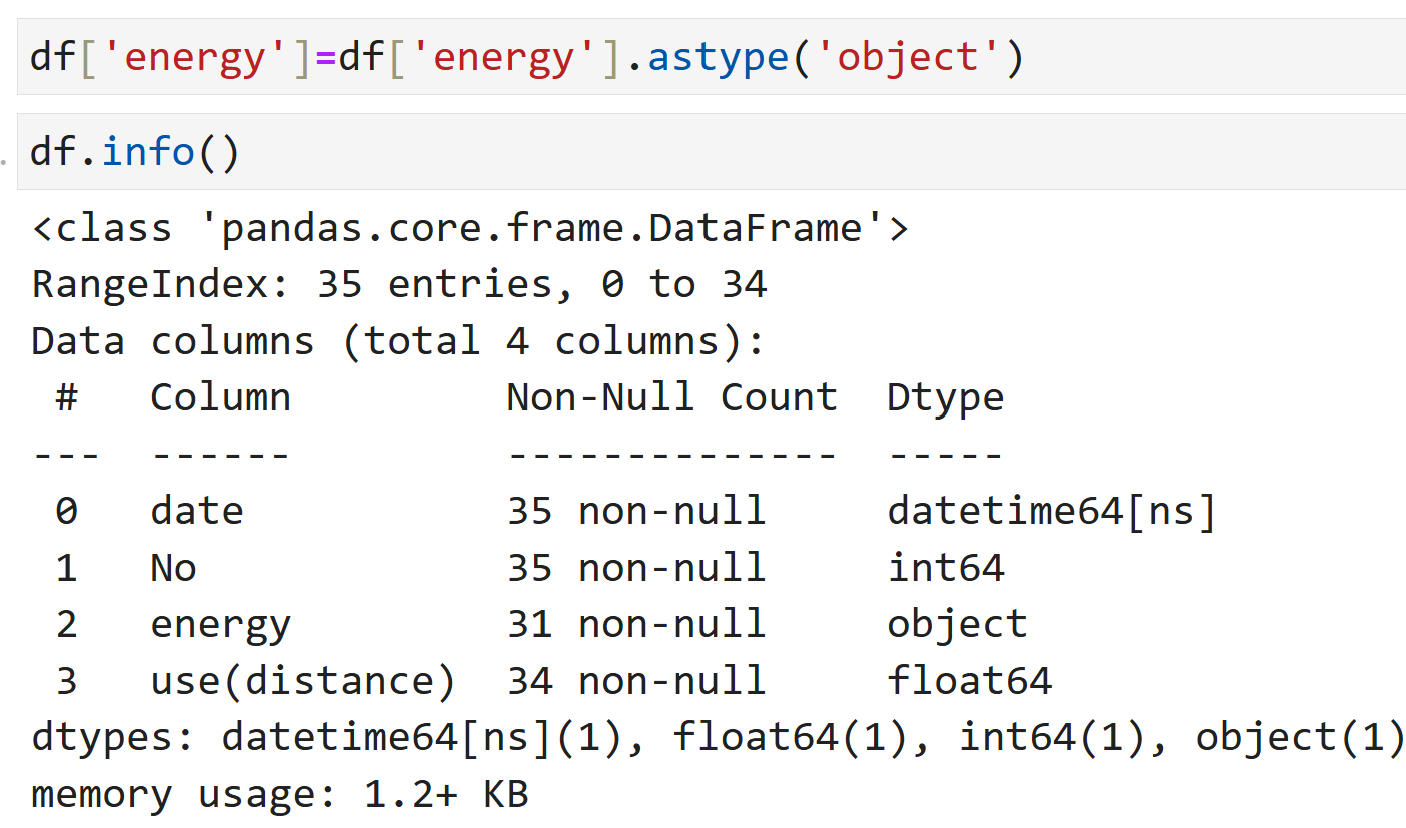 df['energy']=df['energy'].astype('object')
df.info()
<class 'pandas.core.frame.DataFrame'>
RangeIndex: 35 entries, 0 to 34
Data columns (total 4 columns):
 #   Column         Non-Null Count  Dtype
---  ------         --------------  -----
 0   date           35 non-null     datetime64[ns]
 1   No             35 non-null     int64
 2   energy         31 non-null     object
 3   use(distance)  34 non-null     float64
dtypes: datetime64[ns](1), float64(1), int64(1), object(1)
memory usage: 1.2+ KB